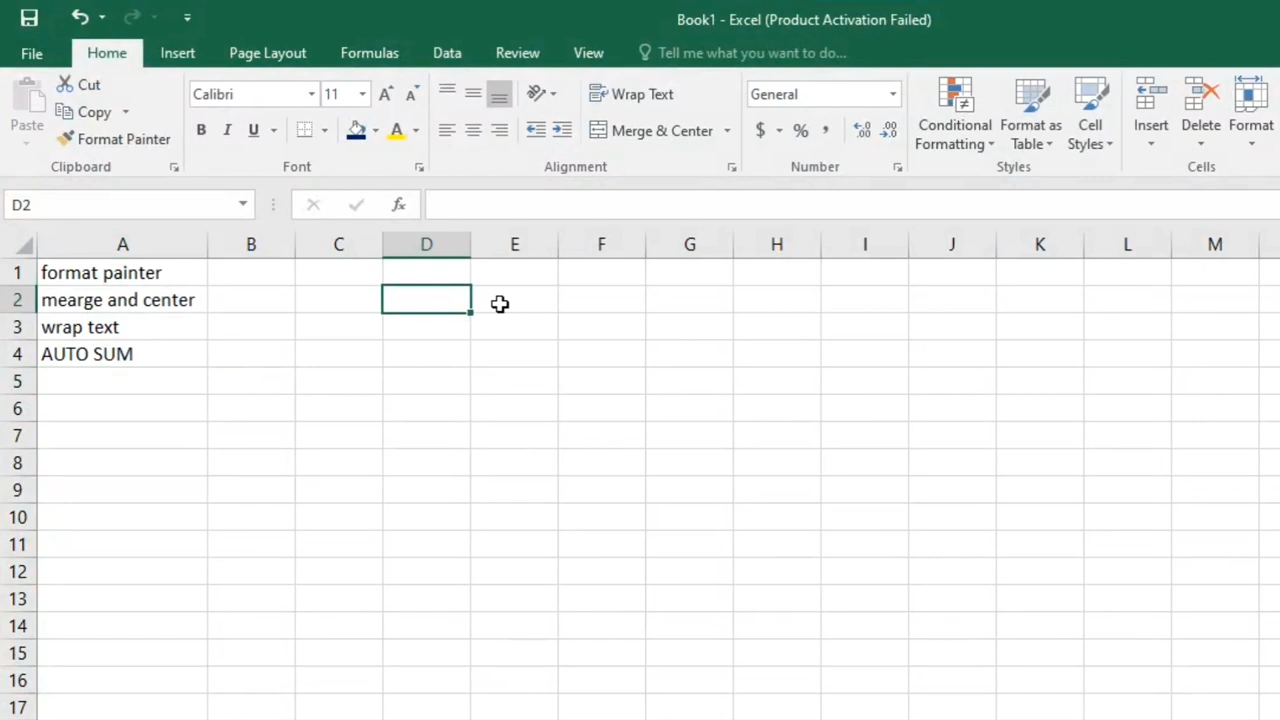 Book1 - Excel (Product Activation Failed)
File Home Insert Page Layout Formulas Data Review View Tell me what you want to do...
Paste
Cut
Copy
Format Painter
Clipboard
Calibri 11
B I U A
Font
Wrap Text
Merge & Center
Alignment
General
$ % ,
Number
Conditional Formatting
Format as Table
Cell Styles
Styles
Insert Delete Format
Cells
D2 fx
A B C D E F G H I J K L M
1 format painter
2 mearge and center
3 wrap text
4 AUTO SUM
5
6
7
8
9
10
11
12
13
14
15
16
17